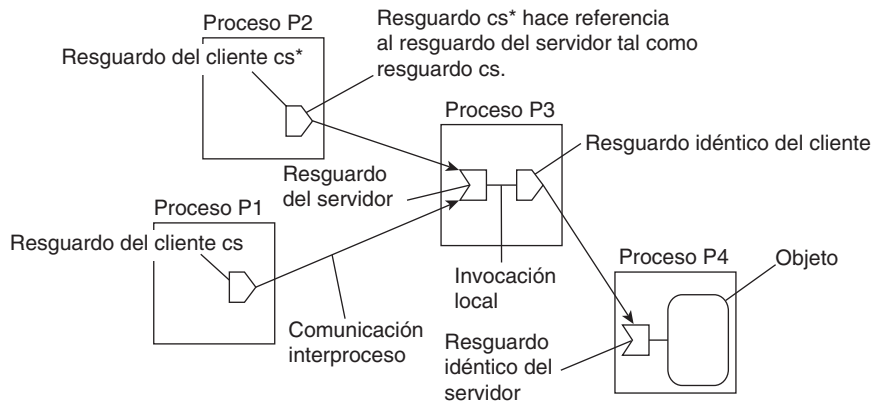 Proceso P2
Resguardo del cliente cs*
Resguardo cs* hace referencia
al resguardo del servidor tal como
resguardo cs.
Proceso P3
Resguardo idéntico del cliente
Resguardo
del servidor
Proceso P1
Resguardo del cliente cs
Proceso P4
Objeto
Invocación
local
Comunicación
interproceso
Resguardo
idéntico del
servidor